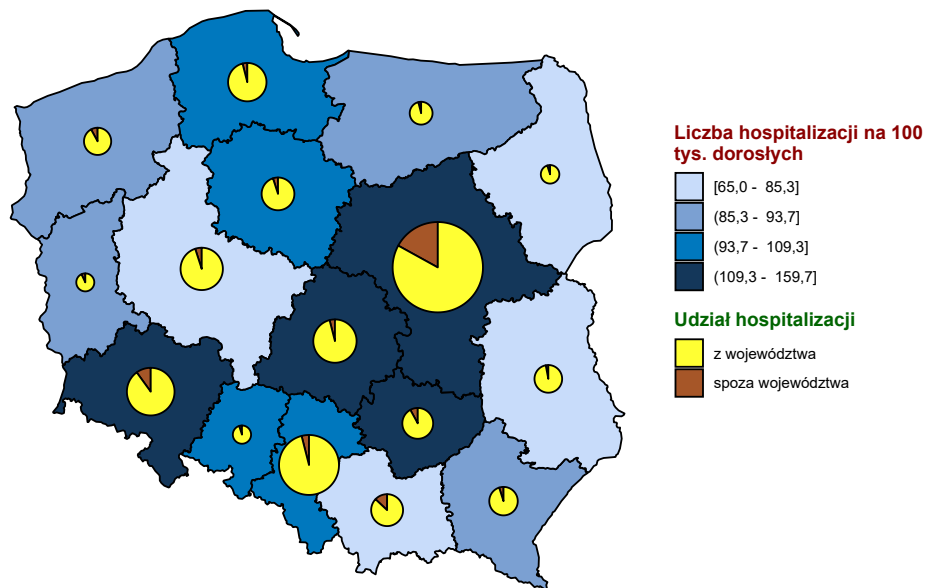 Liczba hospitalizacji na 100
tys. dorosłych
[65,0 - 85,3]
(85,3 - 93,7]
(93,7 - 109,3]
(109,3 - 159,7]
Udział hospitalizacji
z województwa
spoza województwa